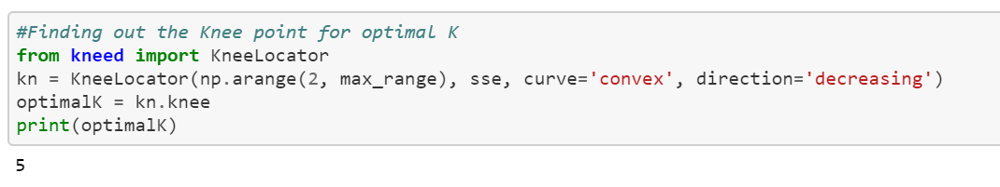 #Finding out the Knee point for optimal K
from kneed import KneeLocator
kn = KneeLocator(np.arange(2, max_range), sse, curve='convex', direction='decreasing')
optimalK = kn.knee
print(optimalK)
5